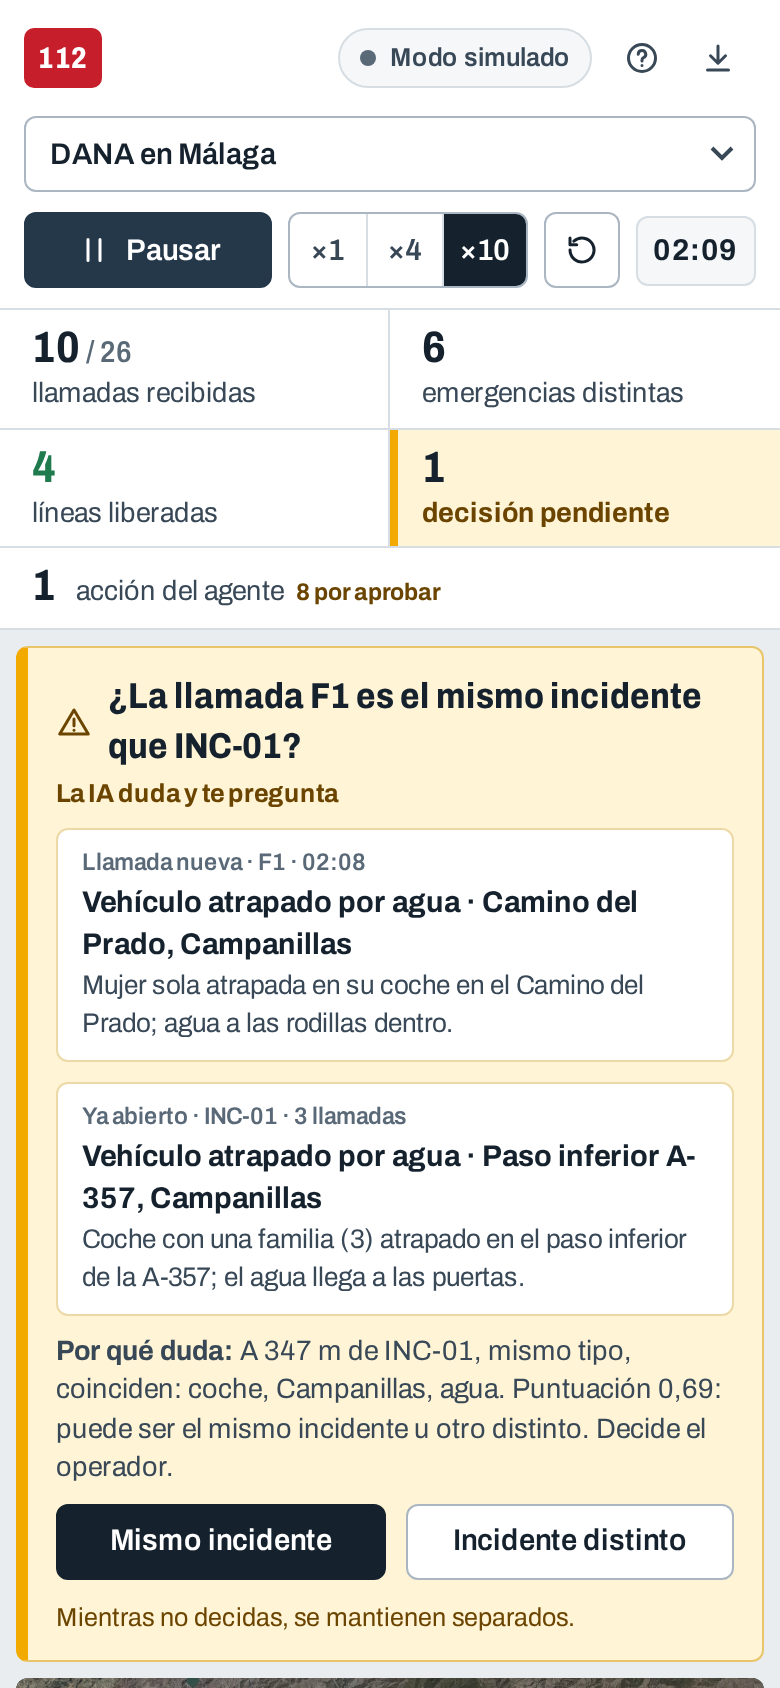 112
Modo simulado
DANA en Málaga
Pausar
×1
×4
×10
02:09
10 / 26
llamadas recibidas
6
emergencias distintas
4
líneas liberadas
1
decisión pendiente
1 acción del agente 8 por aprobar
¿La llamada F1 es el mismo incidente
que INC-01?
La IA duda y te pregunta
Llamada nueva · F1 · 02:08
Vehículo atrapado por agua · Camino del
Prado, Campanillas
Mujer sola atrapada en su coche en el Camino del
Prado; agua a las rodillas dentro.
Ya abierto · INC-01 · 3 llamadas
Vehículo atrapado por agua · Paso inferior A-
357, Campanillas
Coche con una familia (3) atrapado en el paso inferior
de la A-357; el agua llega a las puertas.
Por qué duda: A 347 m de INC-01, mismo tipo,
coinciden: coche, Campanillas, agua. Puntuación 0,69:
puede ser el mismo incidente u otro distinto. Decide el
operador.
Mismo incidente
Incidente distinto
Mientras no decidas, se mantienen separados.